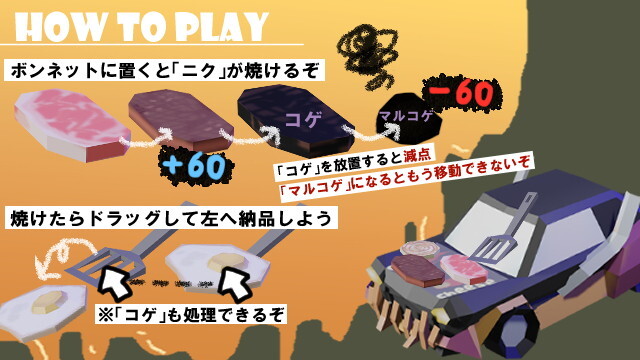 HOW TO PLAY
ボンネットに置くと「ニク」が焼けるぞ
コゲ
マルコゲ
-60
+60
「コゲ」を放置すると減点
「マルコゲ」になるともう移動できないぞ
焼けたらドラッグして左へ納品しよう
※「コゲ」も処理できるぞ